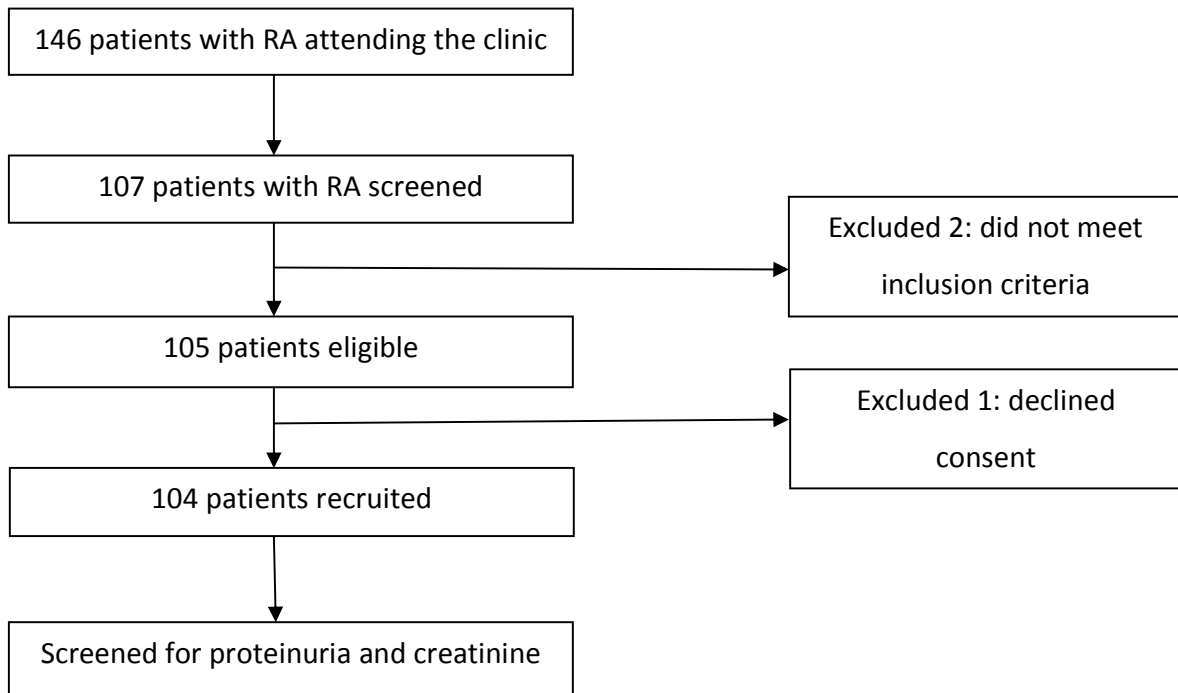 146 patients with RA attending the clinic
107 patients with RA screened
Excluded 2: did not meet
inclusion criteria
105 patients eligible
Excluded 1: declined
consent
104 patients recruited
Screened for proteinuria and creatinine